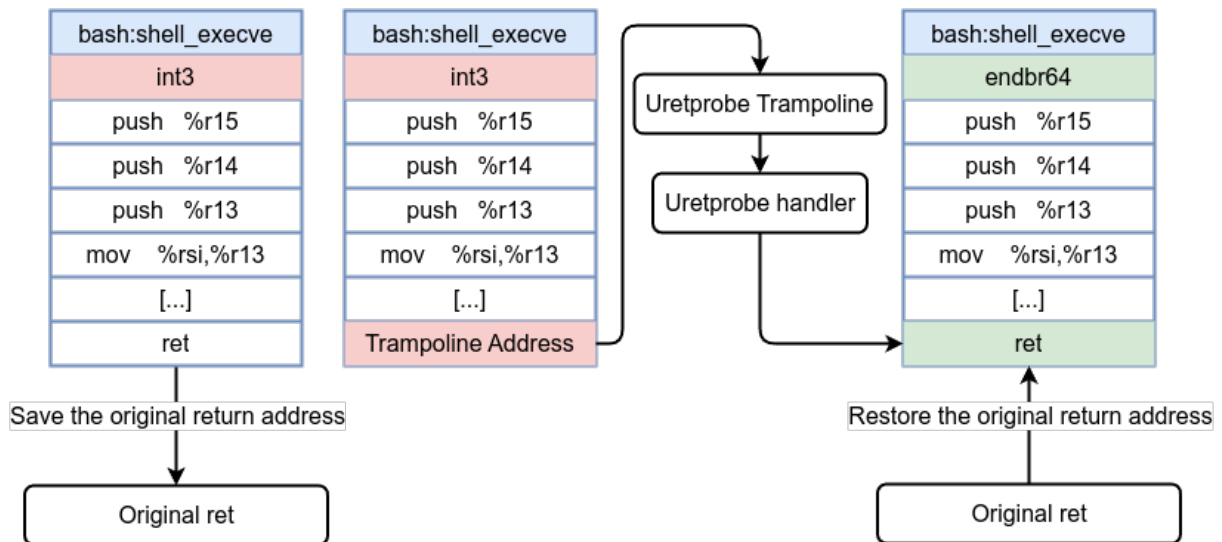 bash:shell_execve
int3
push %r15
push %r14
push %r13
mov %rsi,%r13
[...]
ret
Save the original return address
Original ret
bash:shell_execve
int3
push %r15
push %r14
push %r13
mov %rsi,%r13
[...]
Trampoline Address
Uretprobe Trampoline
Uretprobe handler
bash:shell_execve
endbr64
push %r15
push %r14
push %r13
mov %rsi,%r13
[...]
ret
Restore the original return address
Original ret